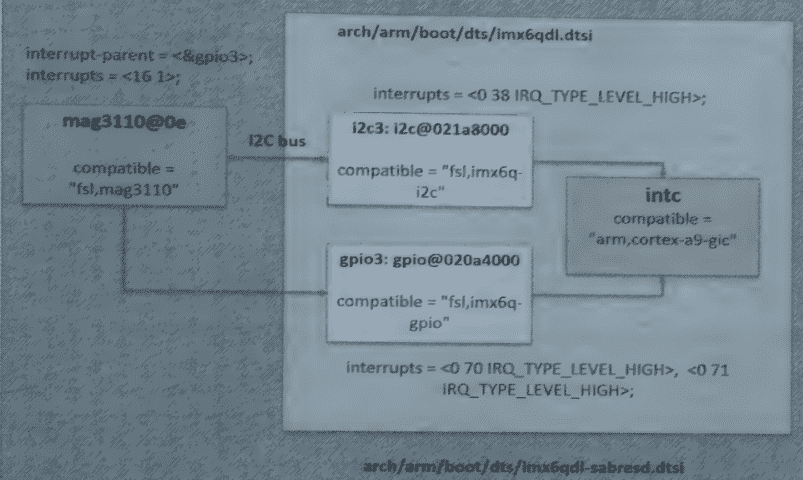 arch/arm/boot/dts/imx6qdl.dtsi
interrupt-parent = <&gpio3>;
interrupts = <16 1>;
interrupts = <0 38 IRQ_TYPE_LEVEL_HIGH>;
mag3110@0e
compatible =
"fsl,mag3110"
I2C bus
i2c3: i2c@021a8000
compatible = "fsl,imx6q-
i2c"
intc
compatible =
"arm,cortex-a9-gic"
gpio3: gpio@020a4000
compatible = "fsl,imx6q-
gpio"
interrupts = <0 70 IRQ_TYPE_LEVEL_HIGH>, <0 71
IRQ_TYPE_LEVEL_HIGH>;
arch/arm/boot/dts/imx6qdl-sabresd.dtsi